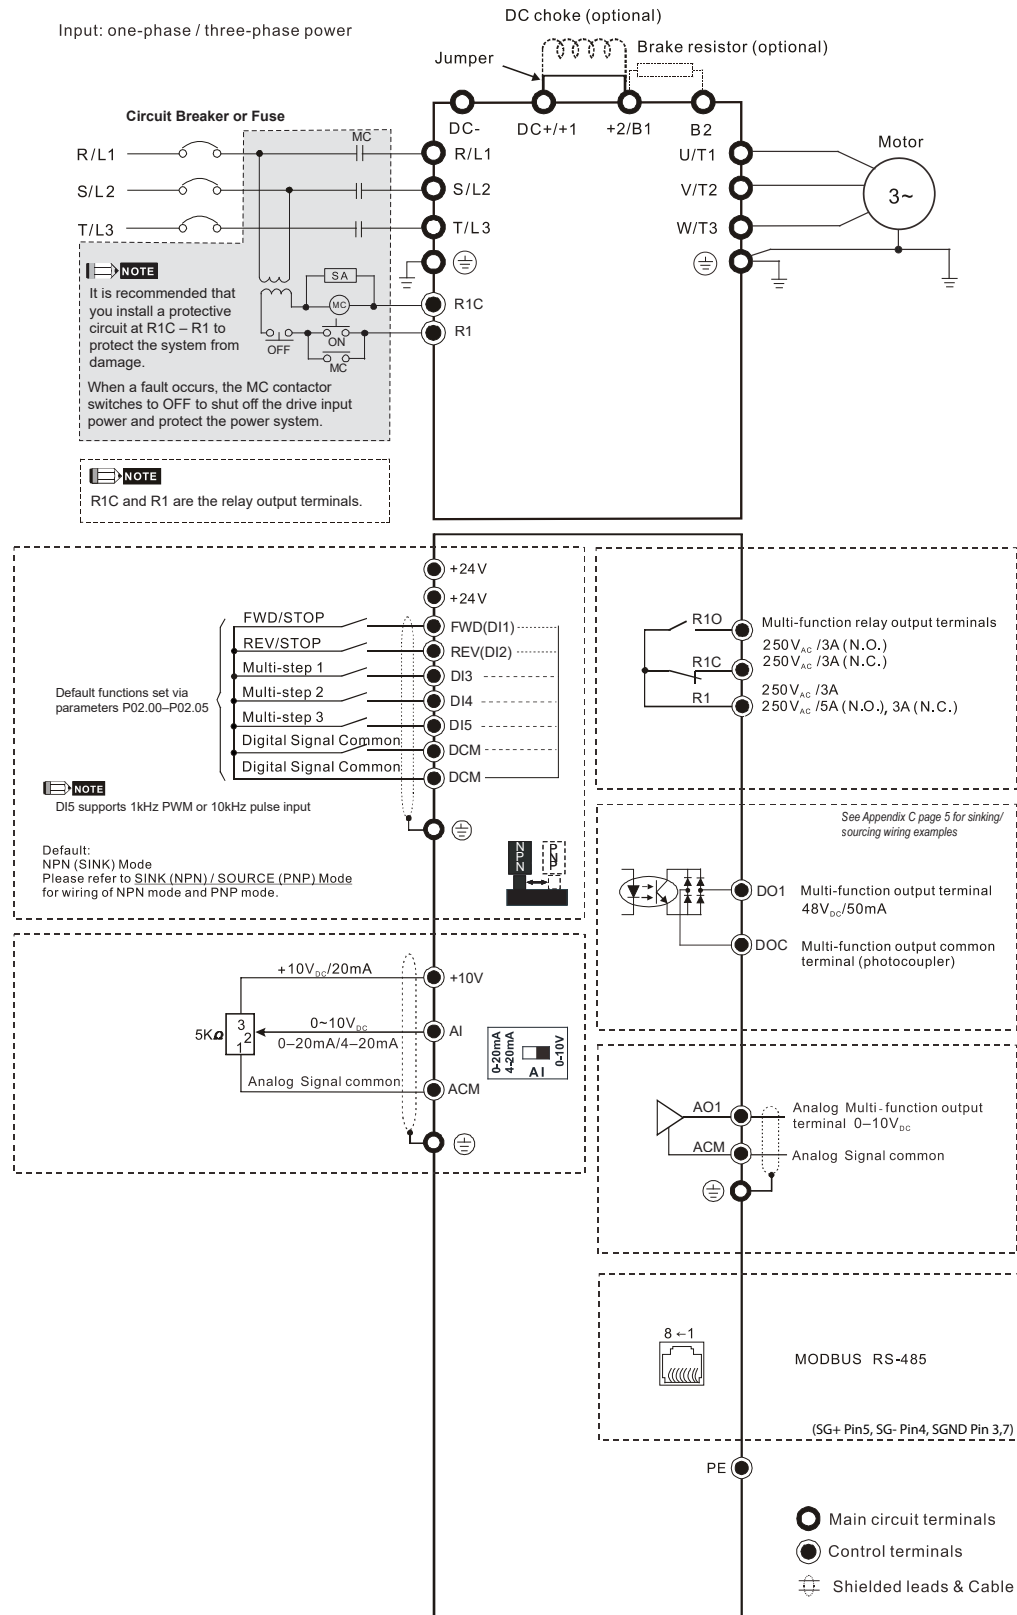 DC choke (optional)
Input: one-phase / three-phase power
Brake resistor (optional)
Jumper
Circuit Breaker or Fuse
DC-
DC+/+1
+2/B1
B2
Motor
MC
R/L1
R/L1
U/T1
S/L2
S/L2
V/T2
3~
T/L3
T/L3
W/T3
NOTE
It is recommended that
you install a protective
circuit at R1C – R1 to
protect the system from
damage.
When a fault occurs, the MC contactor
switches to OFF to shut off the drive input
power and protect the power system.
SA
MC
R1C
R1
OFF
ON
MC
NOTE
R1C and R1 are the relay output terminals.
+24V
+24V
FWD/STOP
FWD(DI1)
REV/STOP
REV(DI2)
Multi-step 1
DI3
Multi-step 2
DI4
Multi-step 3
DI5
Digital Signal Common
DCM
Digital Signal Common
DCM
Default functions set via
parameters P02.00–P02.05
NOTE
DI5 supports 1kHz PWM or 10kHz pulse input
Default:
NPN (SINK) Mode
Please refer to SINK (NPN) / SOURCE (PNP) Mode
for wiring of NPN mode and PNP mode.
NPN
PNP
R1O
Multi-function relay output terminals
250VAC /3A (N.O.)
R1C
250VAC /3A (N.C.)
R1
250VAC /3A
250VAC /5A (N.O.), 3A (N.C.)
See Appendix C page 5 for sinking/
sourcing wiring examples
DO1
Multi-function output terminal
48VDC/50mA
DOC
Multi-function output common
terminal (photocoupler)
+10VDC/20mA
+10V
5KΩ
3
2
1
0~10VDC
0–20mA/4–20mA
AI
Analog Signal common
ACM
0-20mA
4-20mA
AI
0-10V
AO1
Analog Multi-function output
terminal 0–10VDC
ACM
Analog Signal common
8 ←1
MODBUS RS-485
(SG+ Pin5, SG- Pin4, SGND Pin 3,7)
PE
Main circuit terminals
Control terminals
Shielded leads & Cable